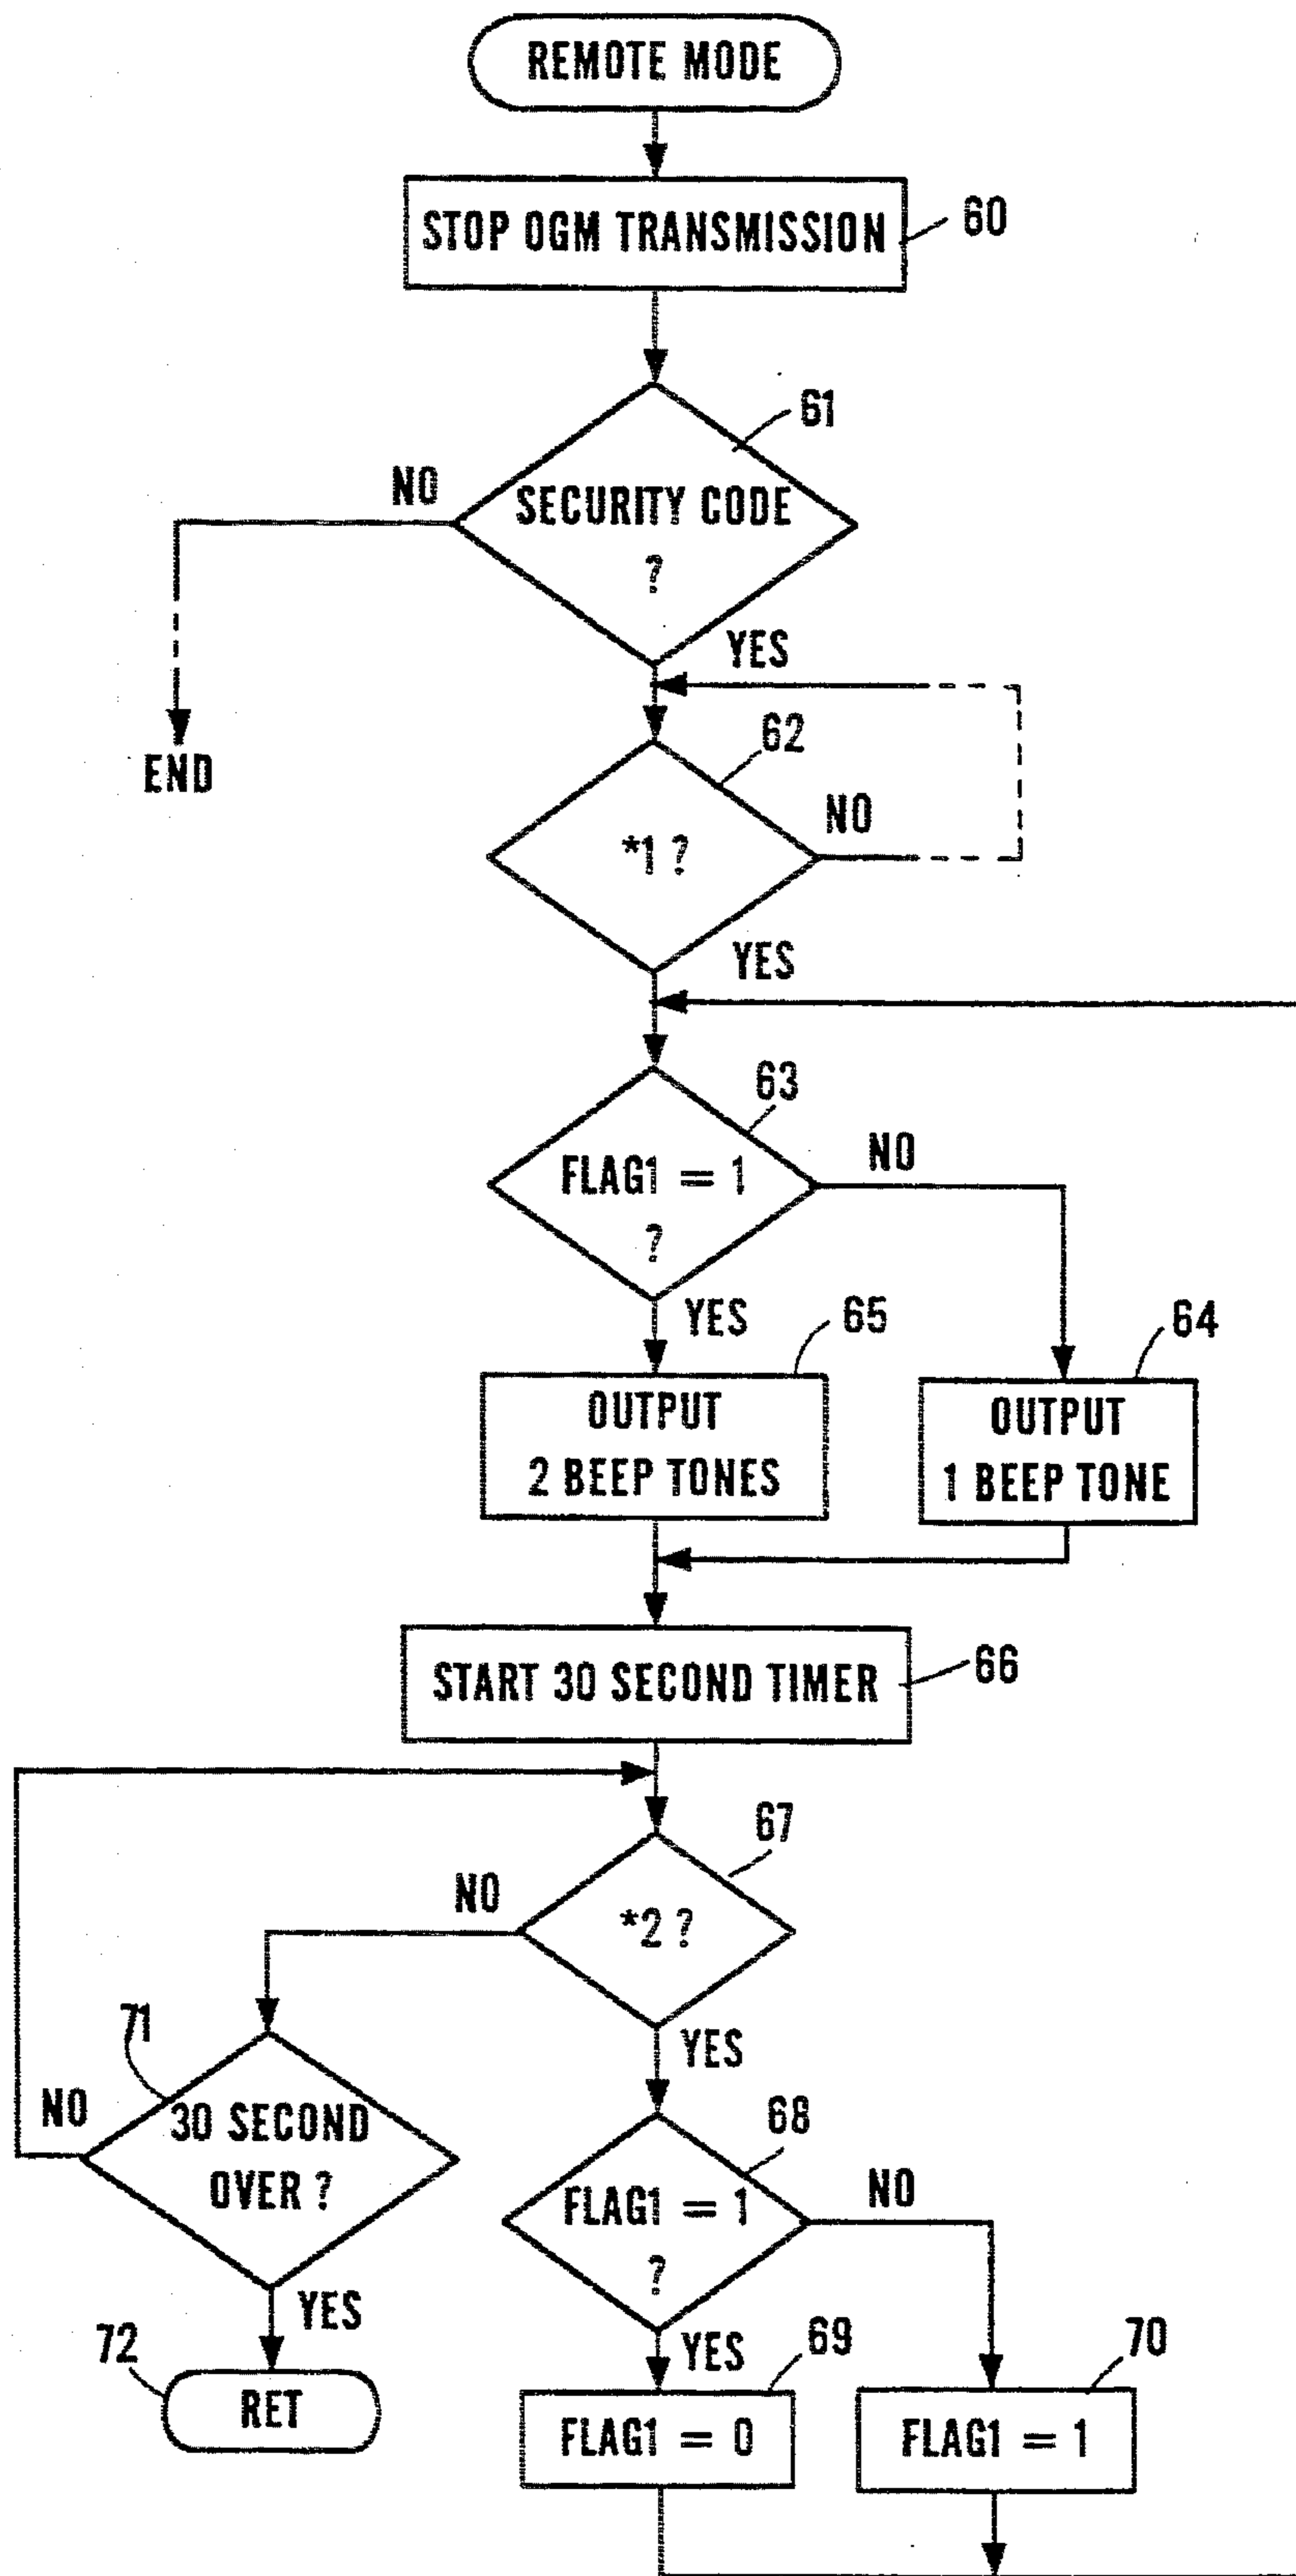 REMOTE MODE
STOP OGM TRANSMISSION
60
61
NO
SECURITY CODE
?
YES
END
62
*1 ?
NO
YES
63
FLAG1 = 1
?
NO
YES
65
64
OUTPUT
2 BEEP TONES
OUTPUT
1 BEEP TONE
START 30 SECOND TIMER
66
67
NO
*2 ?
71
YES
NO
30 SECOND
OVER ?
68
FLAG1 = 1
?
NO
YES
72
RET
YES
69
70
FLAG1 = 0
FLAG1 = 1